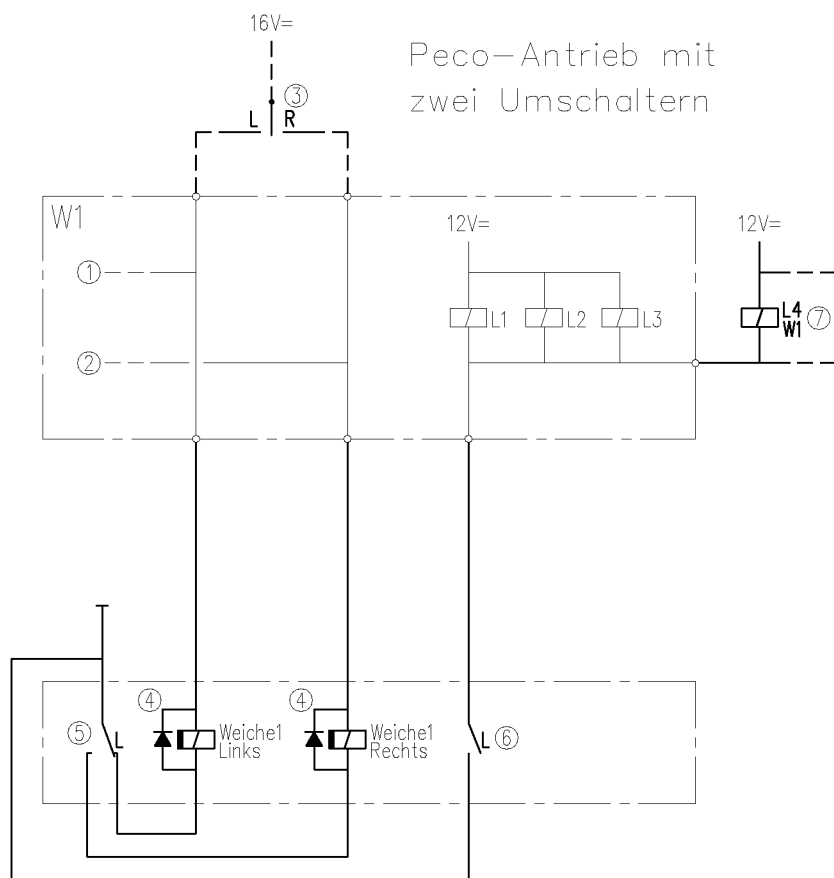 16V=
Peco-Antrieb mit
zwei Umschaltern
3
L R
W1
12V=
12V=
1
L1
L2
L3
L4
W1
7
2
4
4
5
L
Weiche1
Links
Weiche1
Rechts
L
6